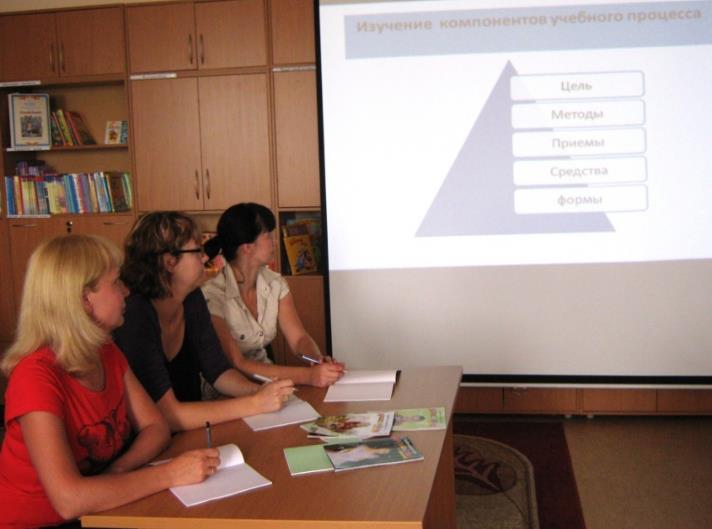 Изучение компонентов учебного процесса
Цель
Методы
Приемы
Средства
формы